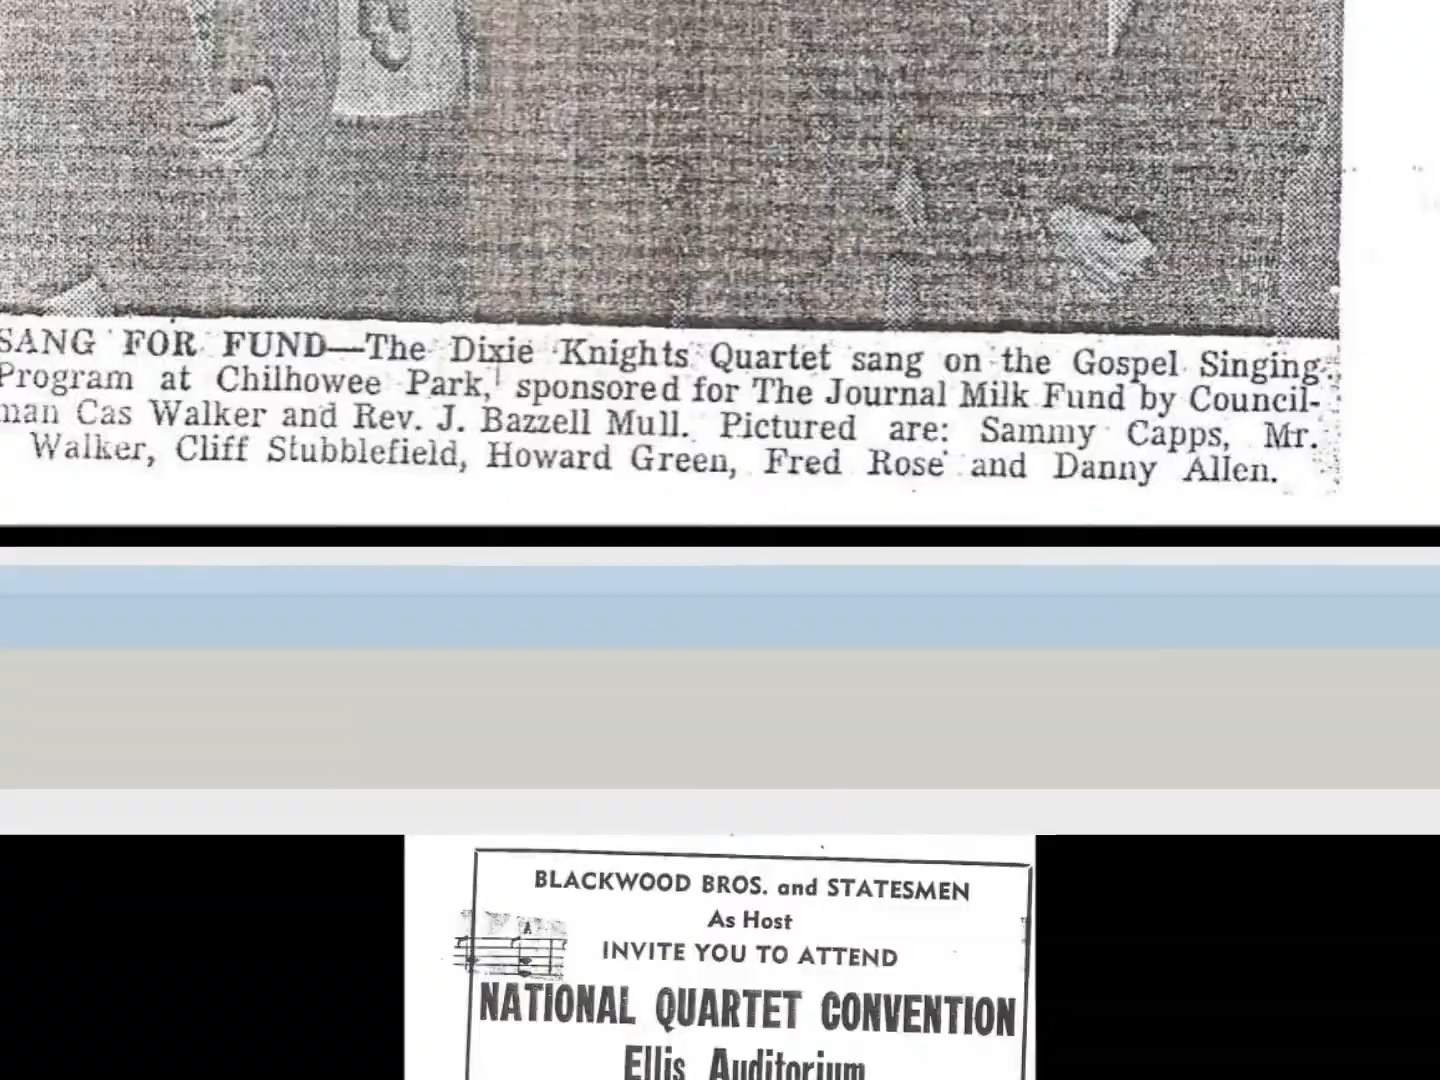 SANG FOR FUND—The Dixie Knights Quartet sang on the Gospel Singing
Program at Chilhowee Park, sponsored for The Journal Milk Fund by Council-
man Cas Walker and Rev. J. Bazzell Mull. Pictured are: Sammy Capps, Mr.
Walker, Cliff Stubblefield, Howard Green, Fred Rose and Danny Allen.
BLACKWOOD BROS. and STATESMEN
As Host
INVITE YOU TO ATTEND
A
NATIONAL QUARTET CONVENTION
Ellis Auditorium